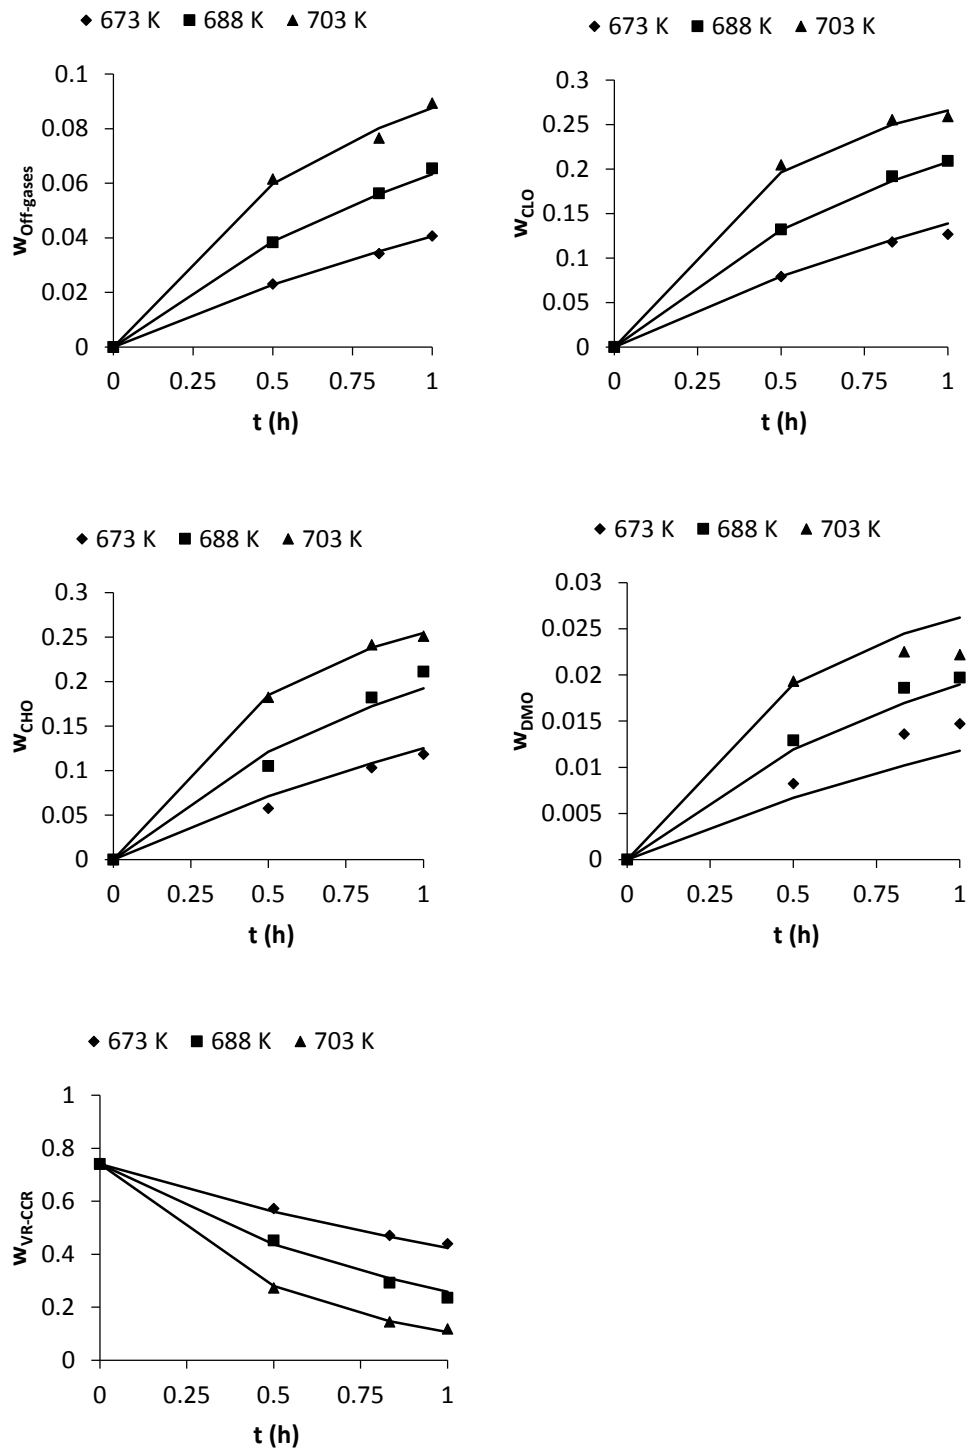 ◆ 673 K ■ 688 K ▲ 703 K
0.1
0.08
0.06
0.04
0.02
0
w_Off-gases
0 0.25 0.5 0.75 1
t (h)
◆ 673 K ■ 688 K ▲ 703 K
0.3
0.25
0.2
0.15
0.1
0.05
0
w_CLO
0 0.25 0.5 0.75 1
t (h)
◆ 673 K ■ 688 K ▲ 703 K
0.3
0.25
0.2
0.15
0.1
0.05
0
w_CHO
0 0.25 0.5 0.75 1
t (h)
◆ 673 K ■ 688 K ▲ 703 K
0.03
0.025
0.02
0.015
0.01
0.005
0
w_DMO
0 0.25 0.5 0.75 1
t (h)
◆ 673 K ■ 688 K ▲ 703 K
1
0.8
0.6
0.4
0.2
0
w_VR-CCR
0 0.25 0.5 0.75 1
t (h)